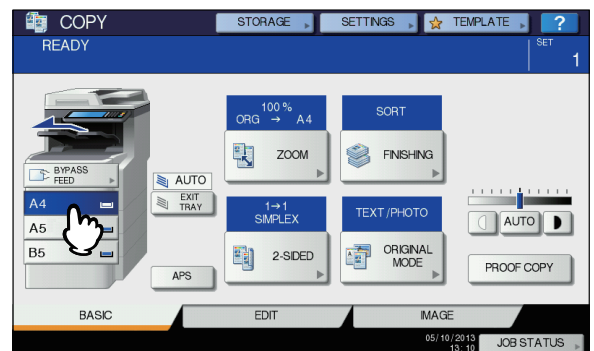 COPY
STORAGE
SETTINGS
TEMPLATE
?
READY
SET
1
100 %
ORG → A4
SORT
ZOOM
FINISHING
BYPASS
FEED
AUTO
EXIT
TRAY
A4
A5
B5
1→1
SIMPLEX
TEXT/PHOTO
AUTO
2-SIDED
ORIGINAL
MODE
APS
PROOF COPY
BASIC
EDIT
IMAGE
05/10/2013
13:10
JOB STATUS